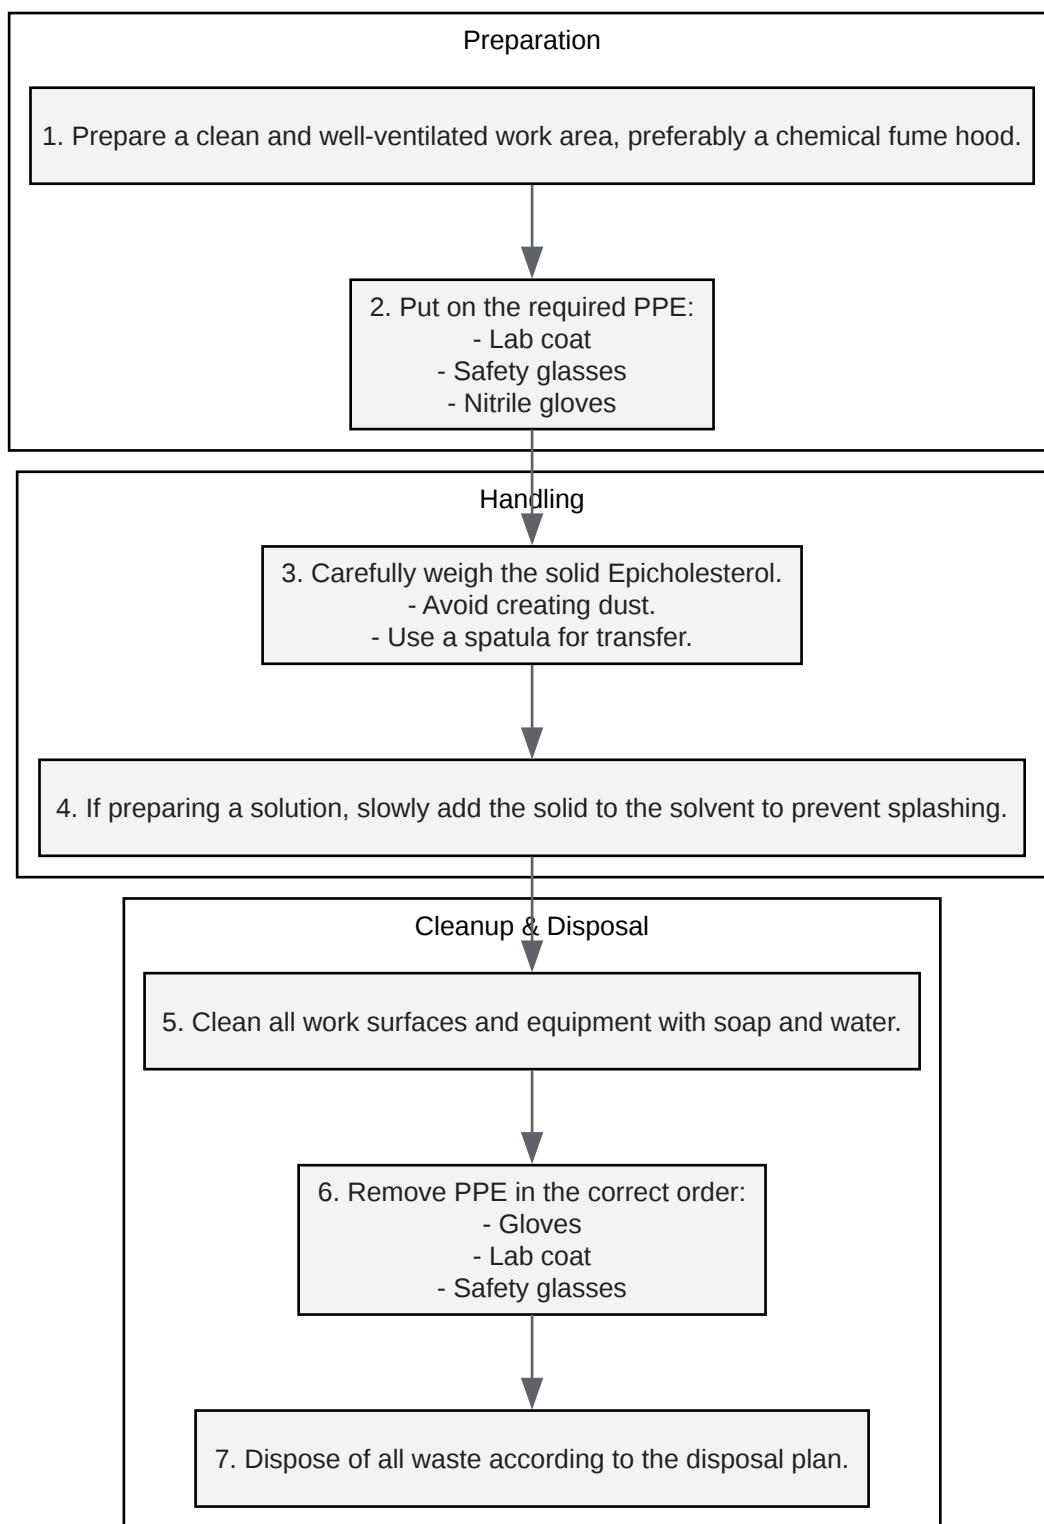 Preparation
1. Prepare a clean and well-ventilated work area, preferably a chemical fume hood.
2. Put on the required PPE:
- Lab coat
- Safety glasses
- Nitrile gloves
Handling
3. Carefully weigh the solid Epicholesterol.
- Avoid creating dust.
- Use a spatula for transfer.
4. If preparing a solution, slowly add the solid to the solvent to prevent splashing.
Cleanup & Disposal
5. Clean all work surfaces and equipment with soap and water.
6. Remove PPE in the correct order:
- Gloves
- Lab coat
- Safety glasses
7. Dispose of all waste according to the disposal plan.